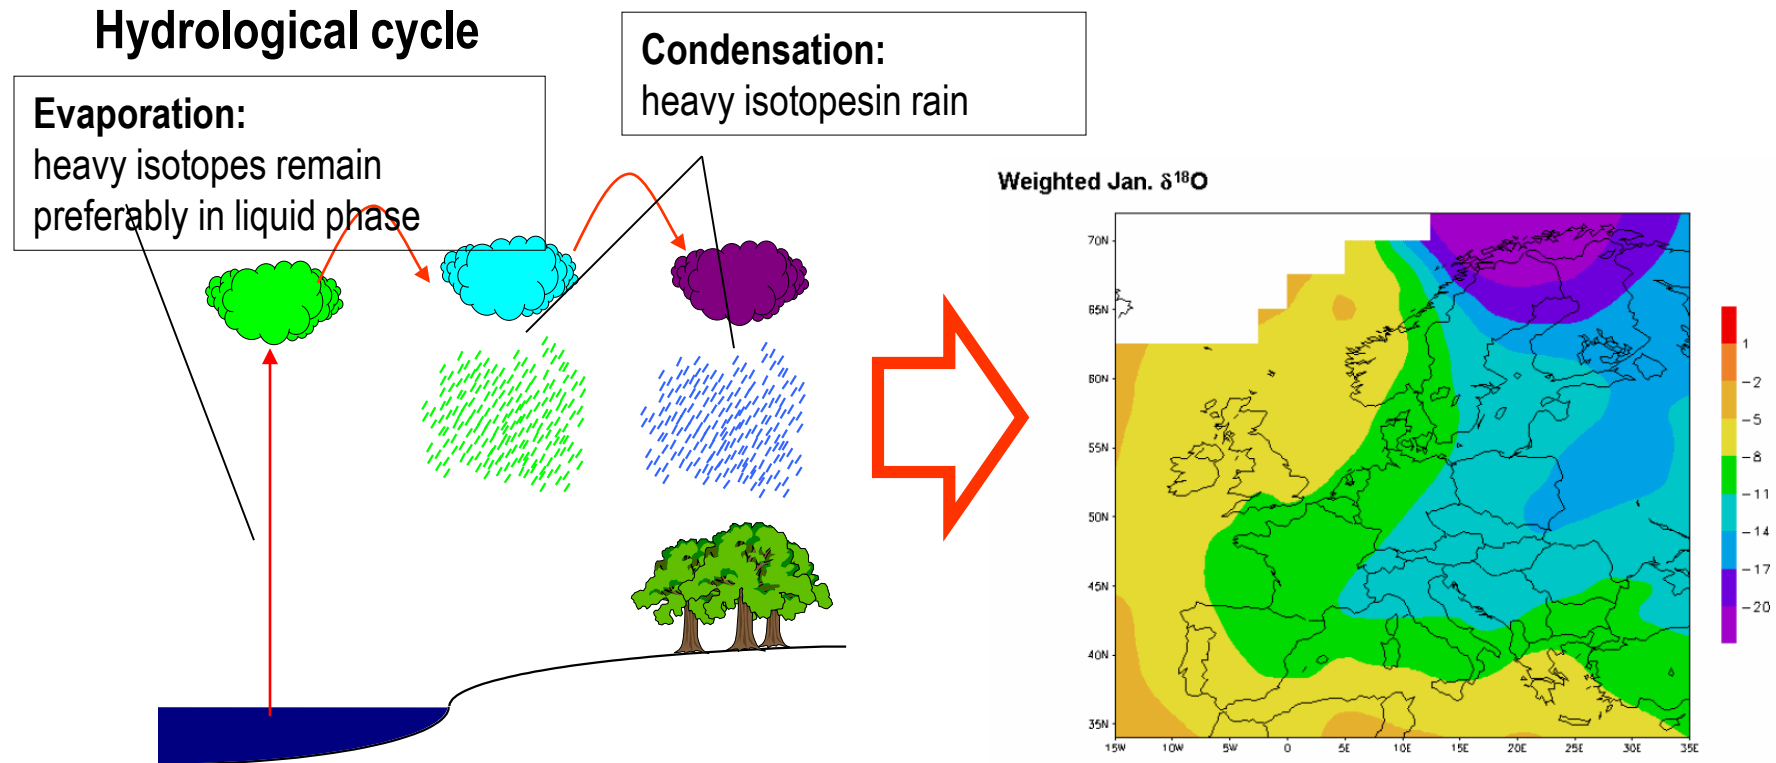 Hydrological cycle
Evaporation:
heavy isotopes remain
preferably in liquid phase
Condensation:
heavy isotopesin rain
Weighted Jan. δ¹⁸O
70N
65N
60N
55N
50N
45N
40N
35N
15W 10W 5W 0 5E 10E 15E 20E 25E 30E 35E
1
−2
−5
−8
−11
−14
−17
−20